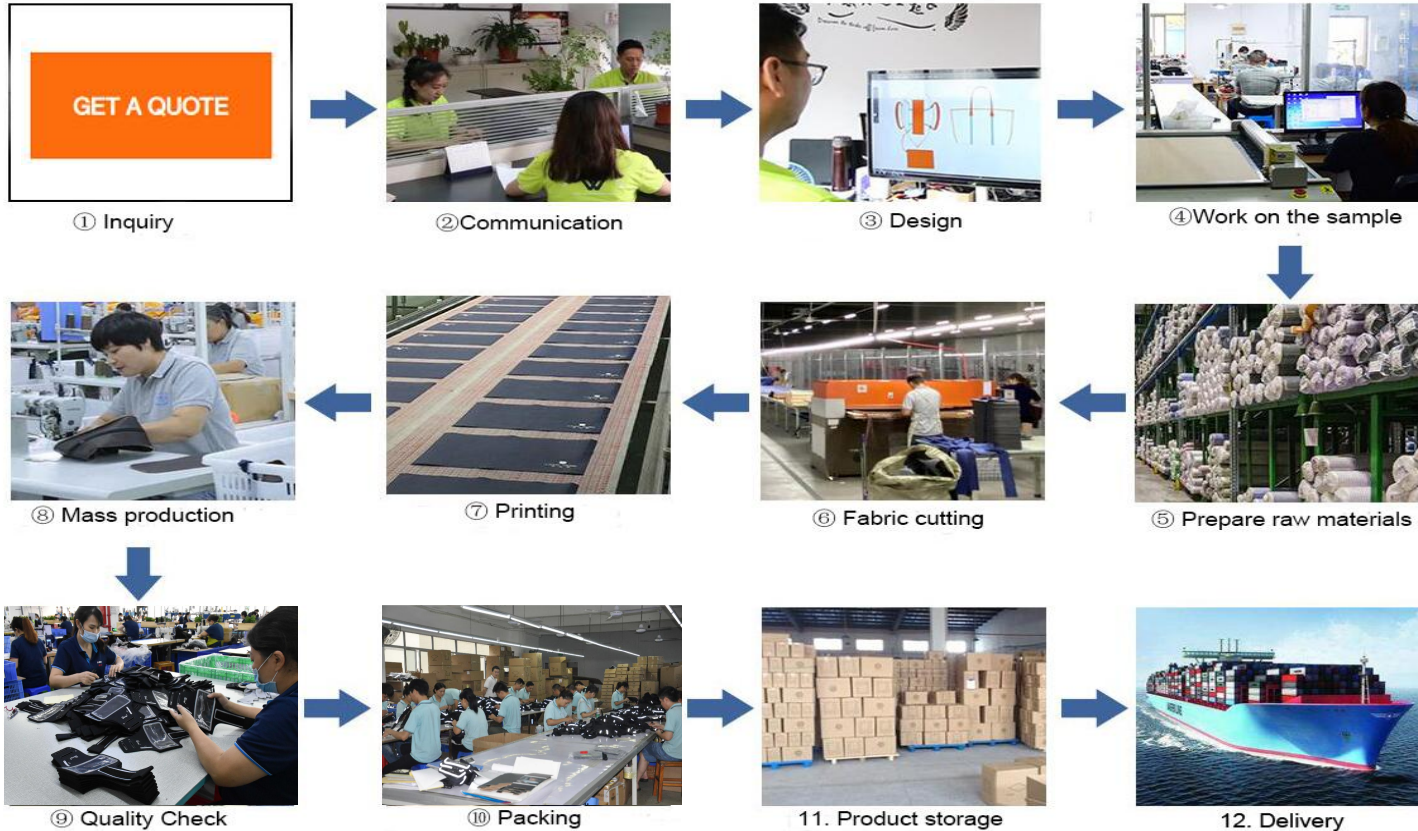 GET A QUOTE
① Inquiry
②Communication
③ Design
④Work on the sample
⑧ Mass production
⑦ Printing
⑥ Fabric cutting
⑤ Prepare raw materials
⑨ Quality Check
⑩ Packing
11. Product storage
12. Delivery